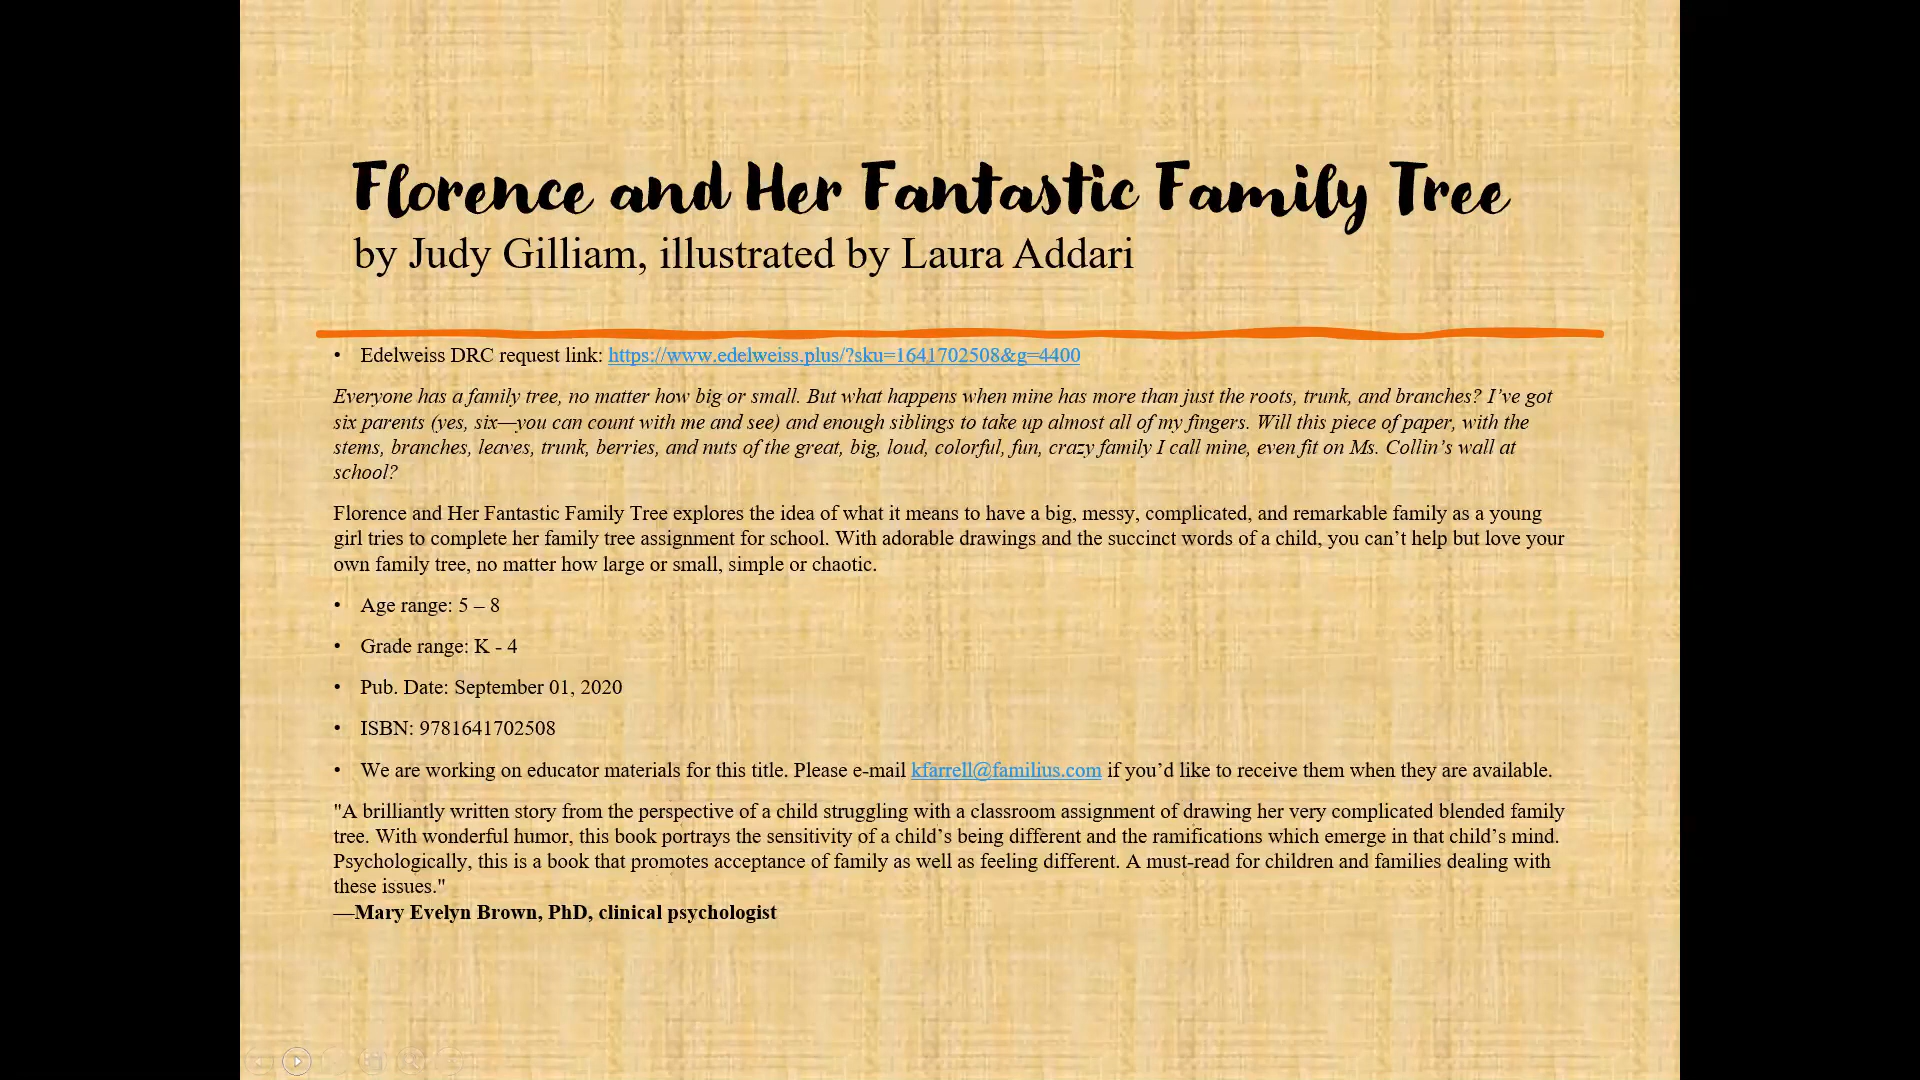 Florence and Her Fantastic Family Tree
by Judy Gilliam, illustrated by Laura Addari
• Edelweiss DRC request link: https://www.edelweiss.plus/?sku=1641702508&g=4400
Everyone has a family tree, no matter how big or small. But what happens when mine has more than just the roots, trunk, and branches? I’ve got
six parents (yes, six—you can count with me and see) and enough siblings to take up almost all of my fingers. Will this piece of paper, with the
stems, branches, leaves, trunk, berries, and nuts of the great, big, loud, colorful, fun, crazy family I call mine, even fit on Ms. Collin’s wall at
school?
Florence and Her Fantastic Family Tree explores the idea of what it means to have a big, messy, complicated, and remarkable family as a young
girl tries to complete her family tree assignment for school. With adorable drawings and the succinct words of a child, you can’t help but love your
own family tree, no matter how large or small, simple or chaotic.
• Age range: 5 – 8
• Grade range: K - 4
• Pub. Date: September 01, 2020
• ISBN: 9781641702508
• We are working on educator materials for this title. Please e-mail kfarrell@familius.com if you’d like to receive them when they are available.
"A brilliantly written story from the perspective of a child struggling with a classroom assignment of drawing her very complicated blended family
tree. With wonderful humor, this book portrays the sensitivity of a child’s being different and the ramifications which emerge in that child’s mind.
Psychologically, this is a book that promotes acceptance of family as well as feeling different. A must-read for children and families dealing with
these issues."
—Mary Evelyn Brown, PhD, clinical psychologist